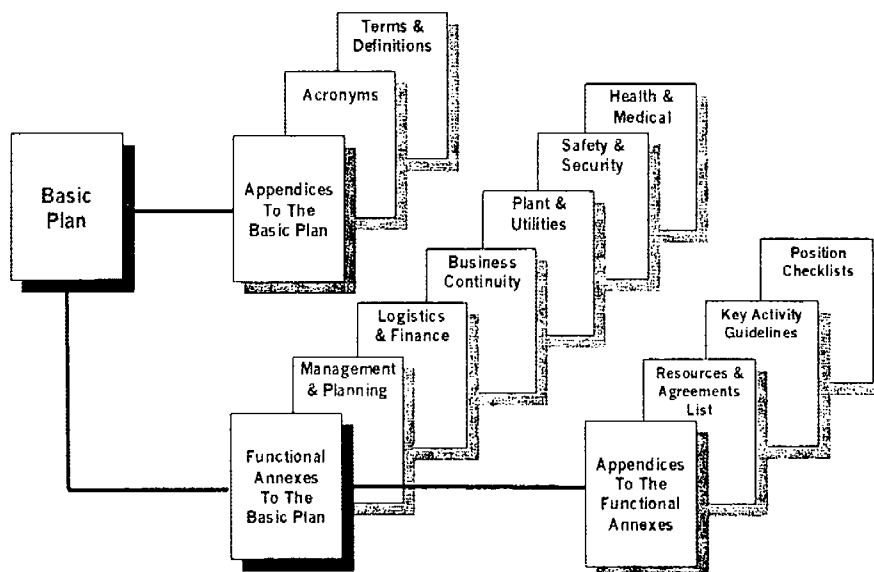 Terms &
Definitions
Acronyms
Appendices
To The
Basic Plan
Basic
Plan
Health &
Medical
Safety &
Security
Plant &
Utilities
Business
Continuity
Logistics
& Finance
Management
& Planning
Functional
Annexes
To The
Basic Plan
Position
Checklists
Key Activity
Guidelines
Resources &
Agreements
List
Appendices
To The
Functional
Annexes